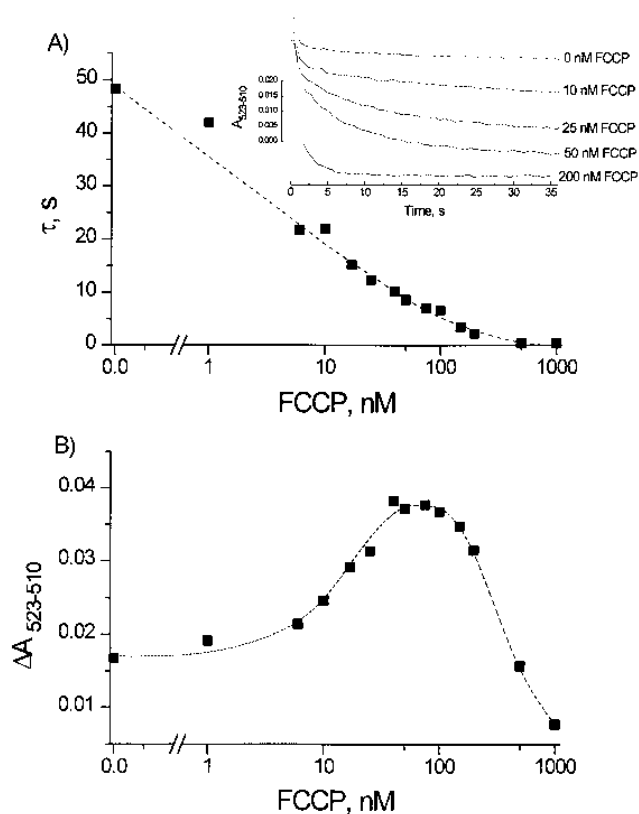 A)
50
40
30
20
10
0
τ, s
0.0
1
10
100
1000
FCCP, nM
0.020
0.015
0.010
0.005
0.000
A523-510
0
5
10
15
20
25
30
35
Time, s
0 nM FCCP
10 nM FCCP
25 nM FCCP
50 nM FCCP
200 nM FCCP
B)
0.04
0.03
0.02
0.01
ΔA 523-510
0.0
1
10
100
1000
FCCP, nM